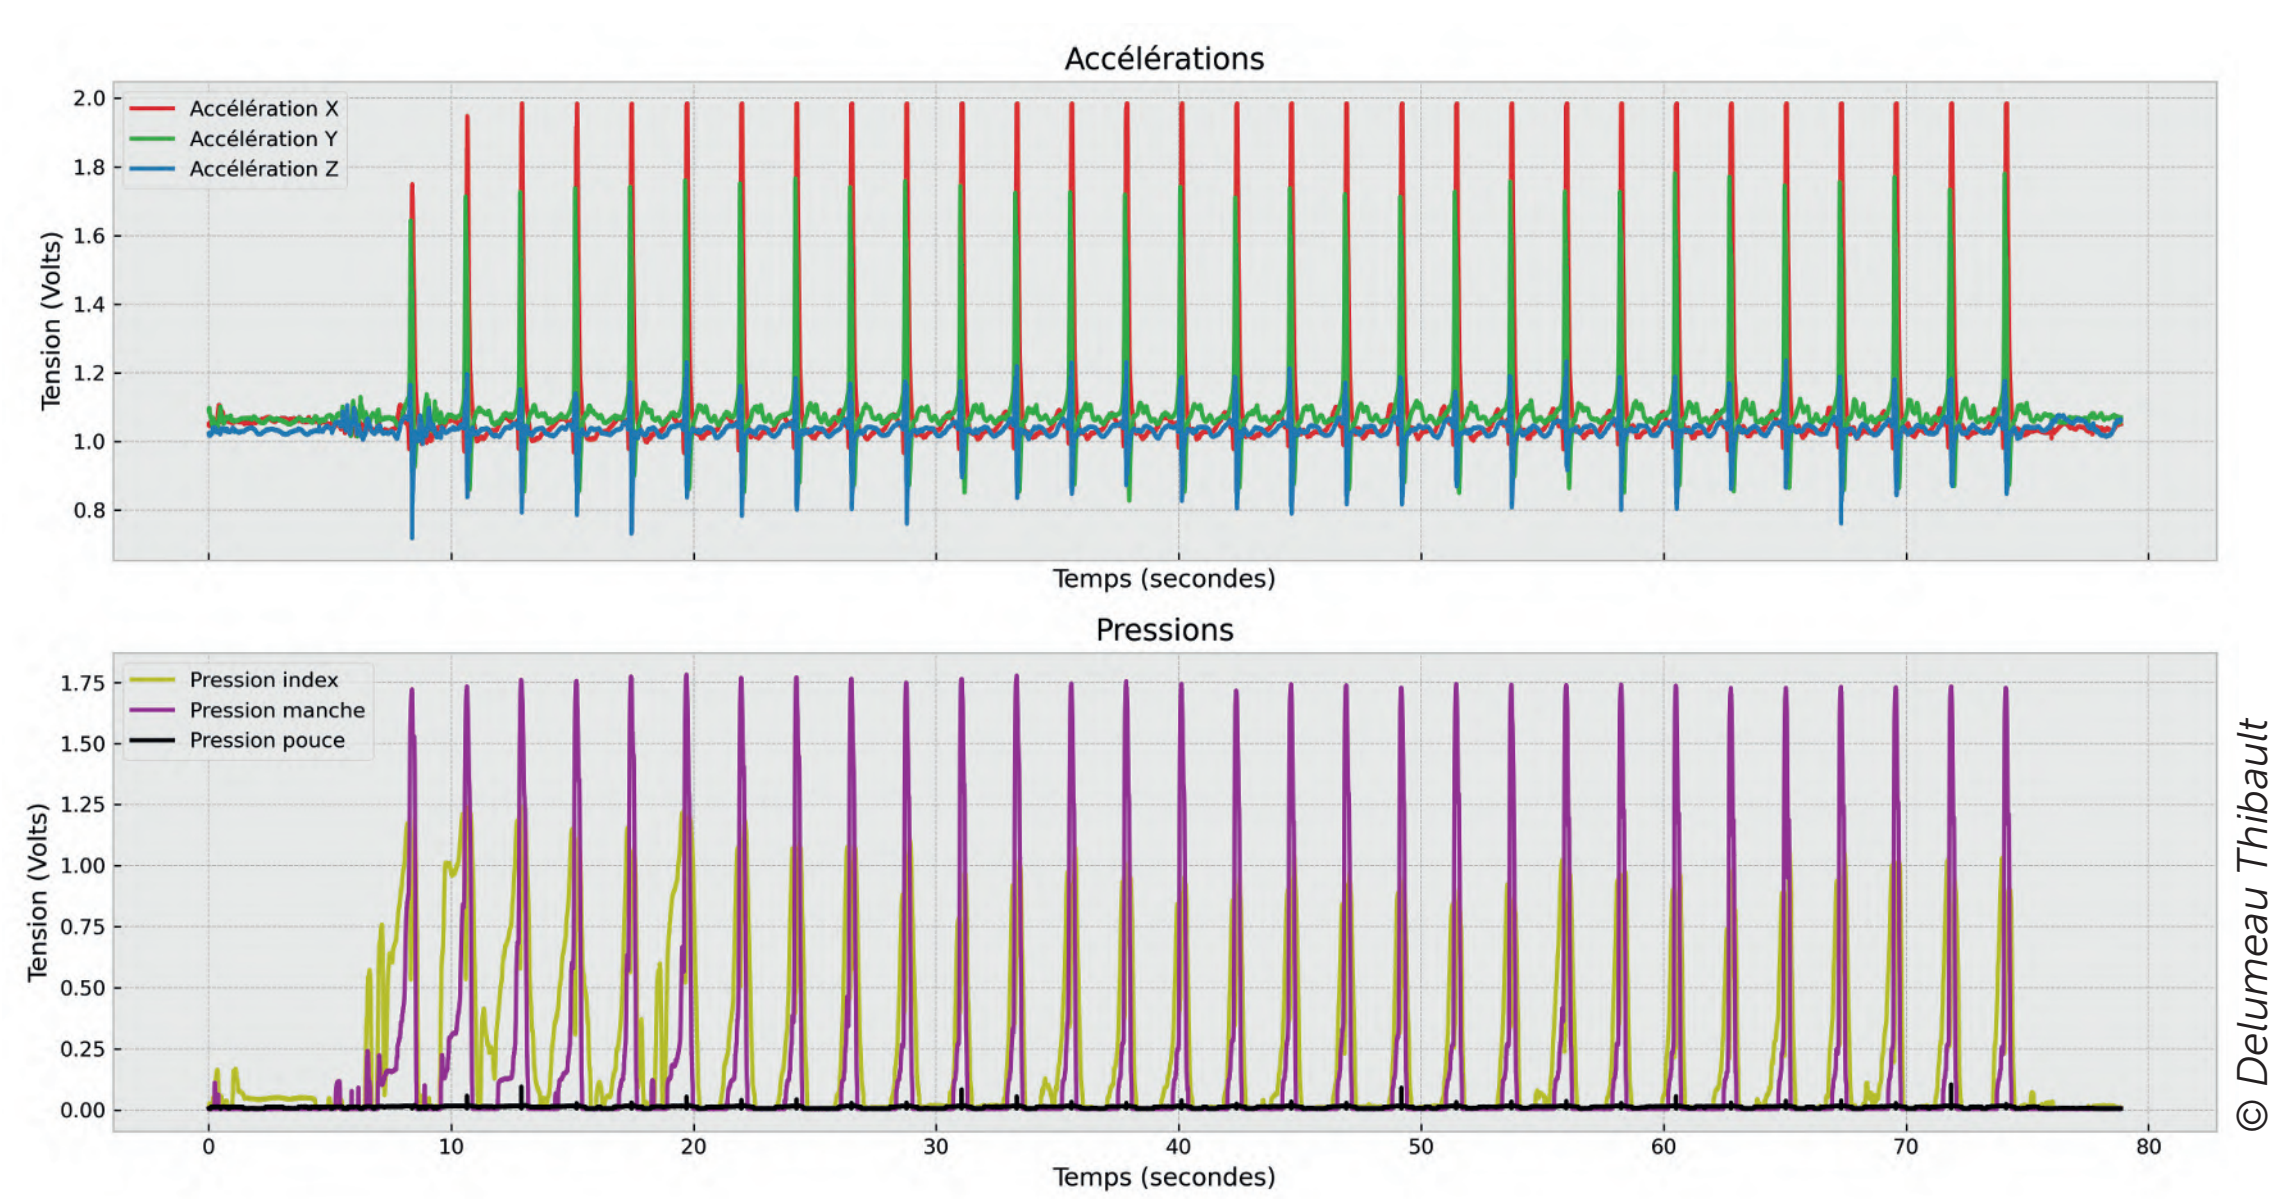 Accélérations
Accélération X
Accélération Y
Accélération Z
Tension (Volts)
2.0
1.8
1.6
1.4
1.2
1.0
0.8
Temps (secondes)
Pressions
Pression index
Pression manche
Pression pouce
Tension (Volts)
1.75
1.50
1.25
1.00
0.75
0.50
0.25
0.00
0 10 20 30 40 50 60 70 80
Temps (secondes)
© Delumeau Thibault